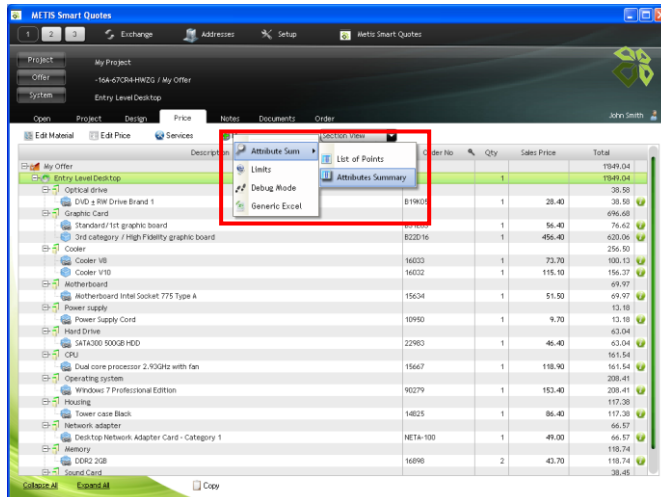 METIS Smart Quotes
1 2 3 Exchange Addresses Setup Metis Smart Quotes
Project My Project
Offer -16A-67CR4-HWZG / My Offer
System Entry Level Desktop
Open Project Design Price Notes Documents Order John Smith
Edit Material Edit Price Services Section View
Description Order No Qty Sales Price Total
Attribute Sum List of Points
Limits Attributes Summary
Debug Mode
Generic Excel
My Offer 1'849.04
Entry Level Desktop 1 1'849.04
Optical drive 38.58
DVD ± RW Drive Brand 1 B19K05 1 28.40 38.58
Graphic Card 696.68
Standard/1st graphic board 1 56.40 76.62
3rd category / High Fidelity graphic board B22D16 1 456.40 620.06
Cooler 256.50
Cooler V8 16033 1 73.70 100.13
Cooler V10 16032 1 115.10 156.37
Motherboard 69.97
Motherboard Intel Socket 775 Type A 15634 1 51.50 69.97
Power supply 13.18
Power Supply Cord 10950 1 9.70 13.18
Hard Drive 63.04
SATA300 500GB HDD 22983 1 46.40 63.04
CPU 161.54
Dual core processor 2.93GHz with fan 15667 1 118.90 161.54
Operating system 208.41
Windows 7 Professional Edition 90279 1 153.40 208.41
Housing 117.38
Tower case Black 14825 1 86.40 117.38
Network adapter 66.57
Desktop Network Adapter Card - Category 1 NETA-100 1 49.00 66.57
Memory 118.74
DDR2 2GB 16898 2 43.70 118.74
Sound Card 38.45
Collapse All Expand All Copy